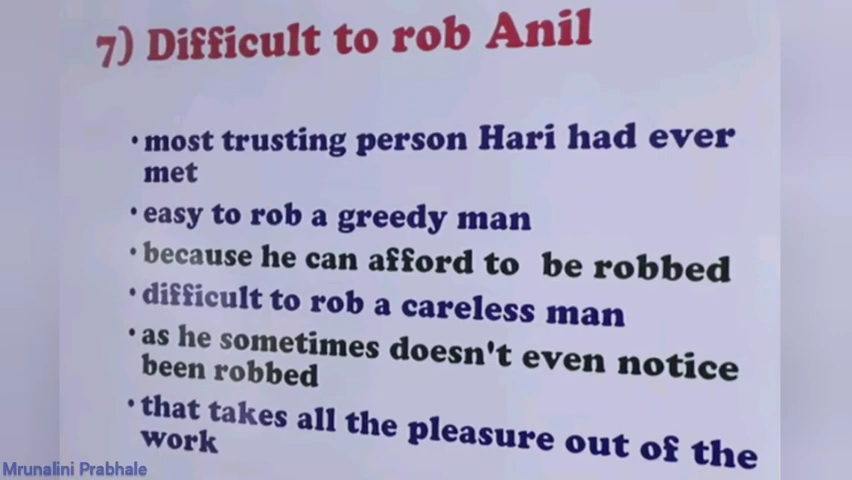 7) Difficult to rob Anil
• most trusting person Hari had ever
met
• easy to rob a greedy man
• because he can afford to be robbed
• difficult to rob a careless man
• as he sometimes doesn't even notice
been robbed
• that takes all the pleasure out of the
work
Mrunalini Prabhale